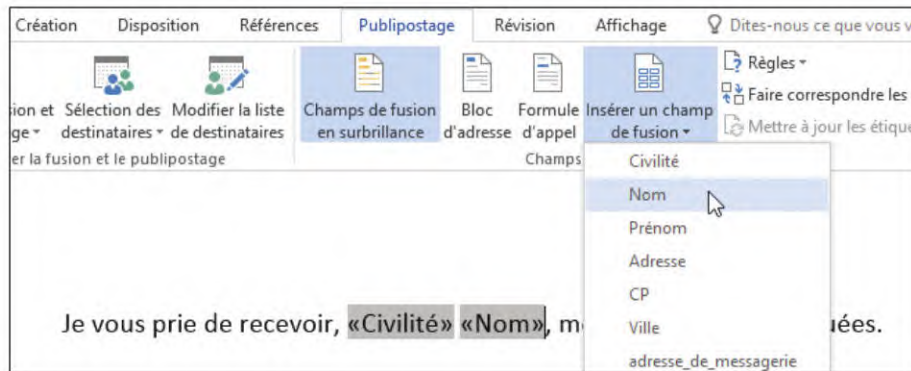 Création Disposition Références Publipostage Révision Affichage Dites-nous ce que vous v
Règles
Faire correspondre les
Mettre à jour les étique
ion et Sélection des Modifier la liste Champs de fusion Bloc Formule Insérer un champ
ge destinataires de destinataires en surbrillance d'adresse d'appel de fusion
er la fusion et le publipostage Champs
Civilité
Nom
Prénom
Adresse
CP
Ville
adresse_de_messagerie
Je vous prie de recevoir, «Civilité» «Nom», m uées.